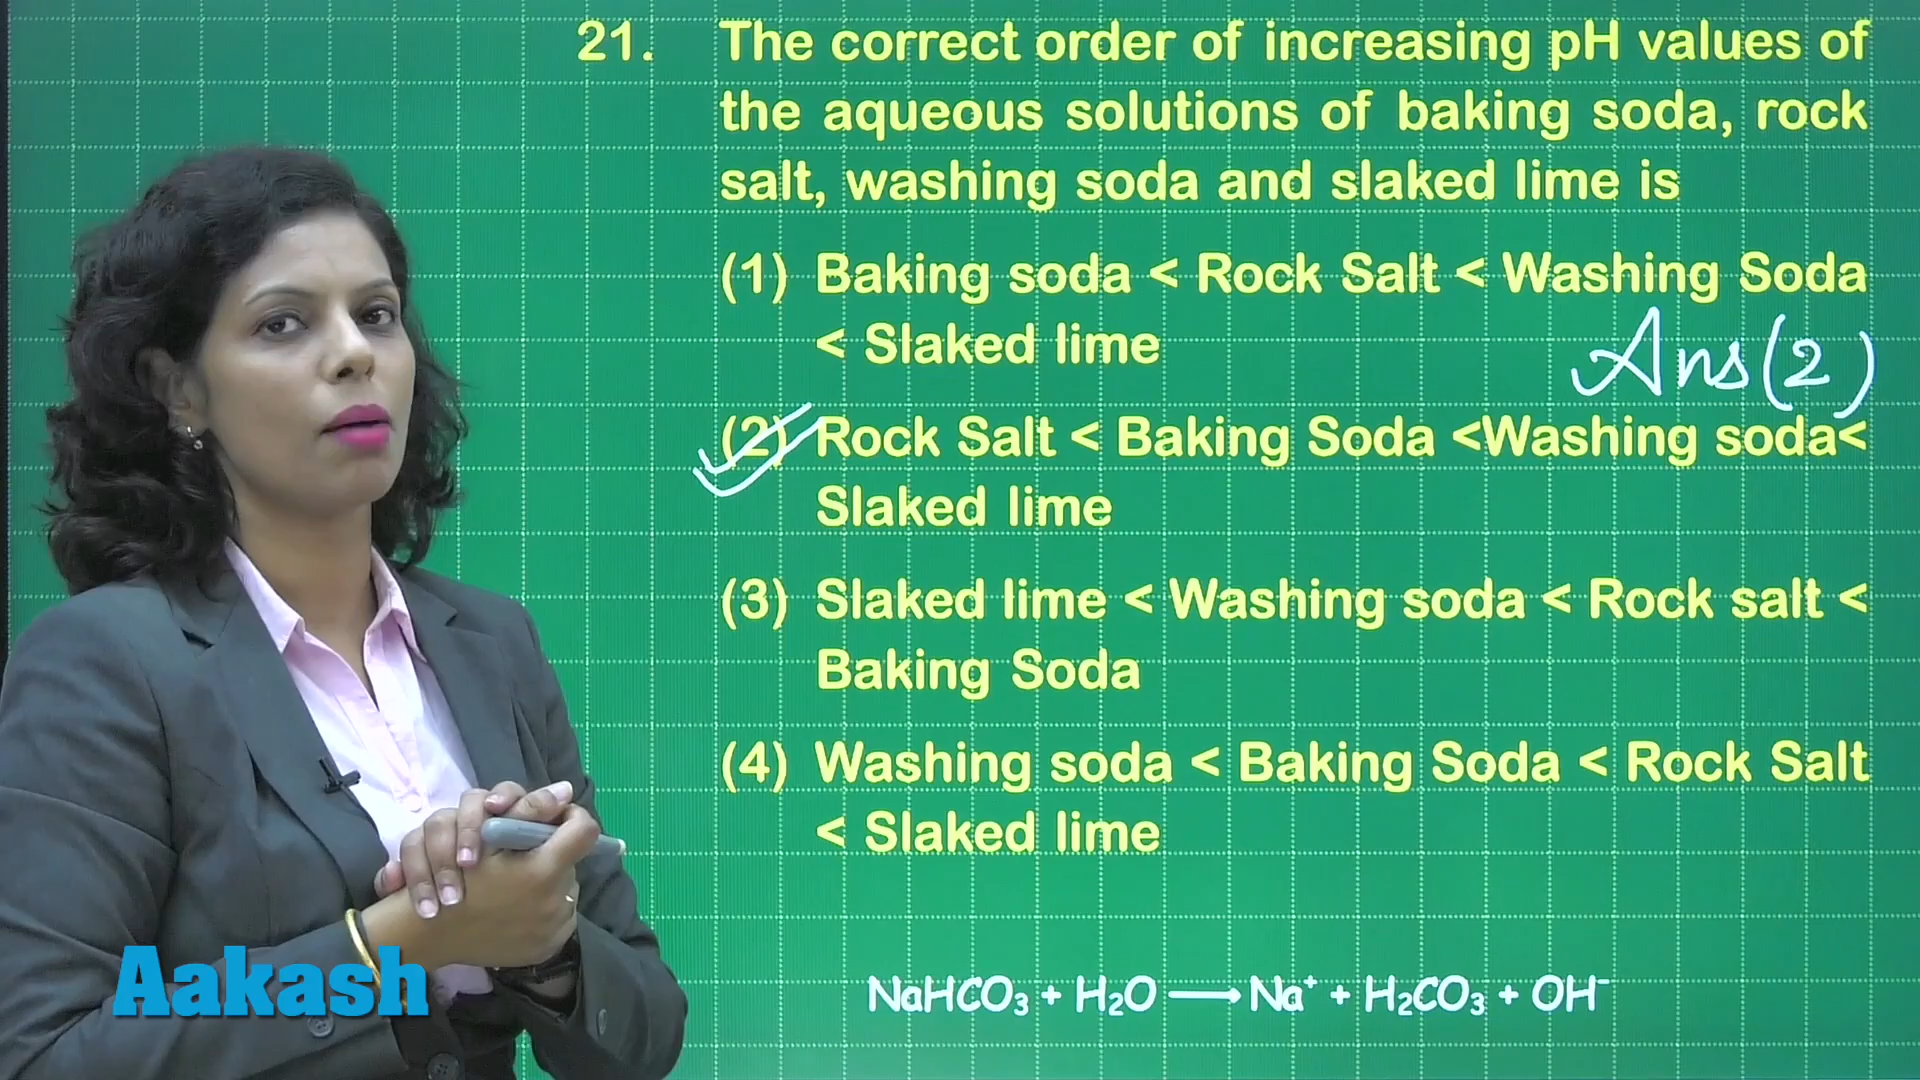 21. The correct order of increasing pH values of
the aqueous solutions of baking soda, rock
salt, washing soda and slaked lime is
(1) Baking soda < Rock Salt < Washing Soda
< Slaked lime
Ans(2)
(2) Rock Salt < Baking Soda <Washing soda<
Slaked lime
(3) Slaked lime < Washing soda < Rock salt <
Baking Soda
(4) Washing soda < Baking Soda < Rock Salt
< Slaked lime
NaHCO₃ + H₂O ⟶ Na⁺ + H₂CO₃ + OH⁻
Aakash